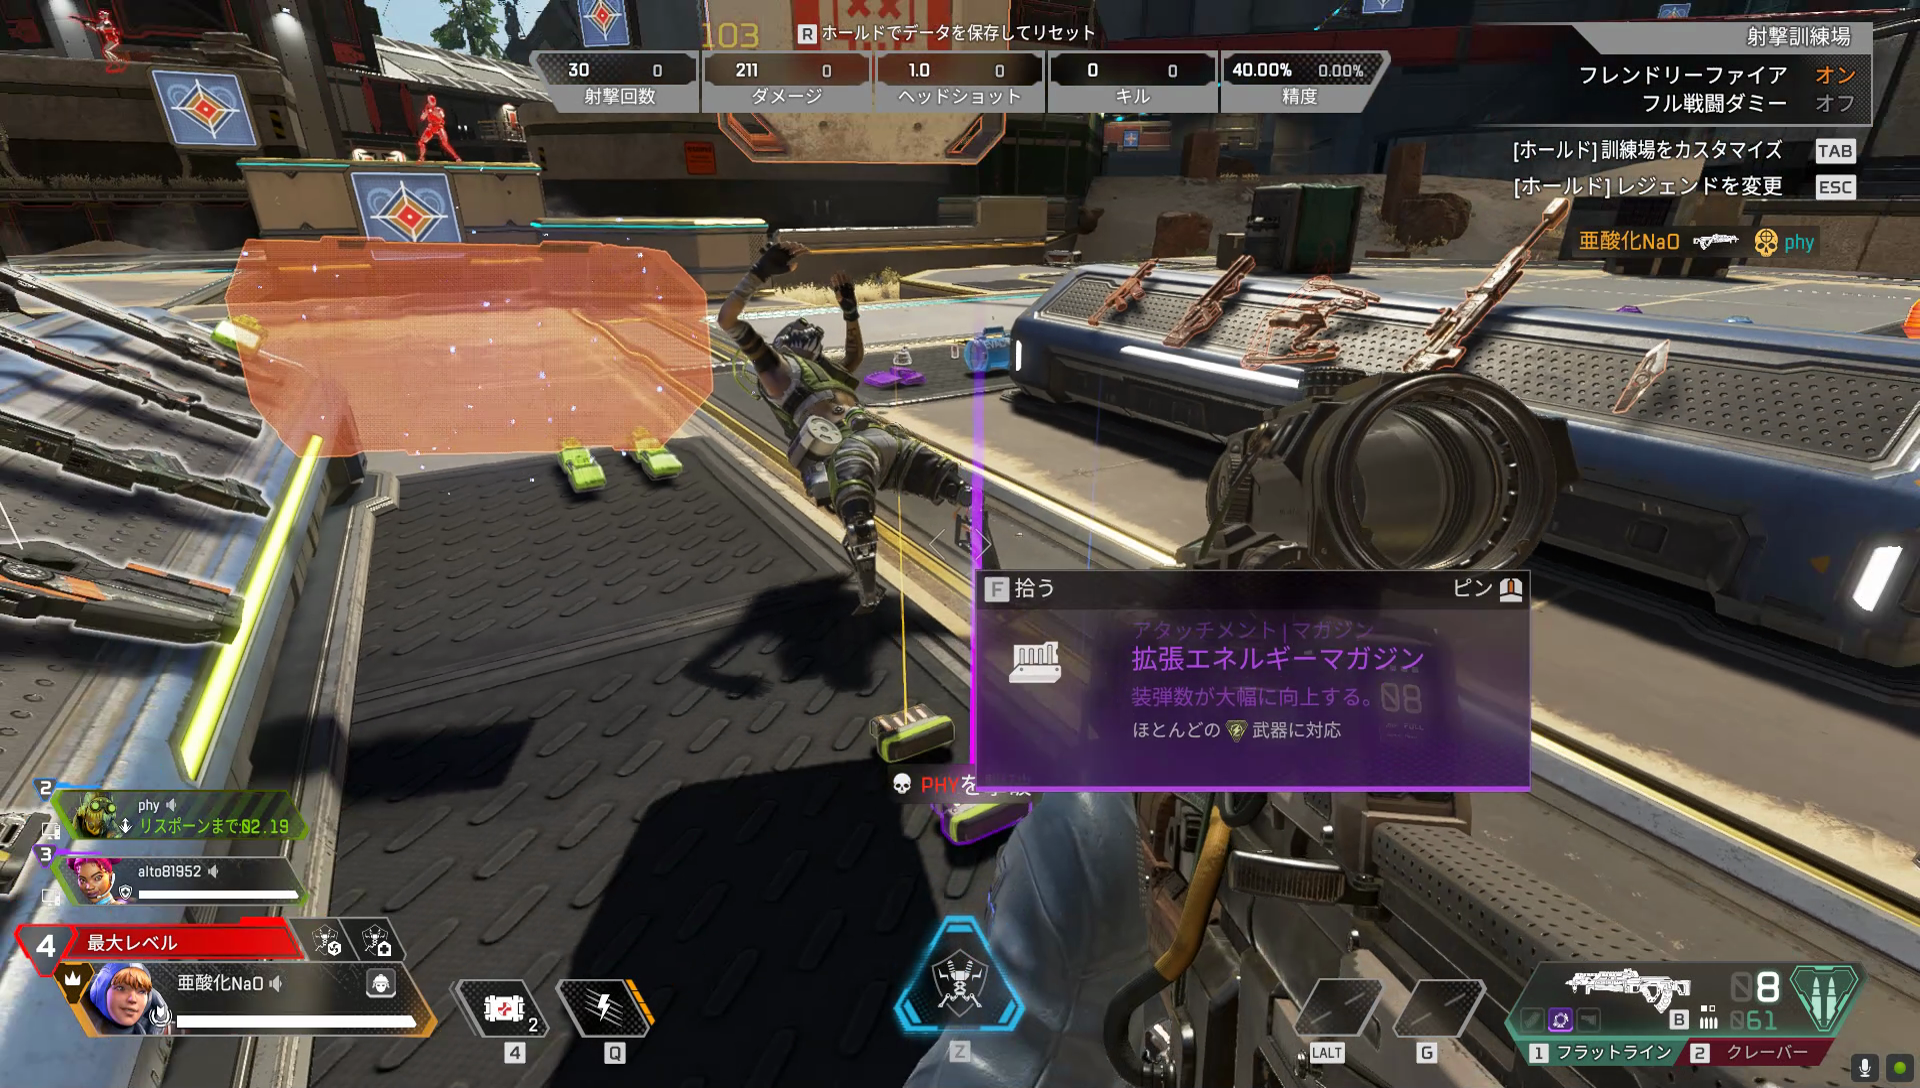 103
R ホールドでデータを保存してリセット
30 0 211 0 1.0 0 0 0 40.00% 0.00%
射撃回数 ダメージ ヘッドショット キル 精度
射撃訓練場
フレンドリーファイア オン
フル戦闘ダミー オフ
[ホールド]訓練場をカスタマイズ TAB
[ホールド]レジェンドを変更 ESC
亜酸化NaO phy
F 拾う ピン
アタッチメント|マガジン
拡張エネルギーマガジン
装弾数が大幅に向上する。
08
ほとんどの 武器に対応
PHYを
2
phy
リスポーンまで:02.19
3
alto81952
4 最大レベル
亜酸化NaO
2
4 Q Z LALT G
08
B 061
1 フラットライン 2 クレーバー